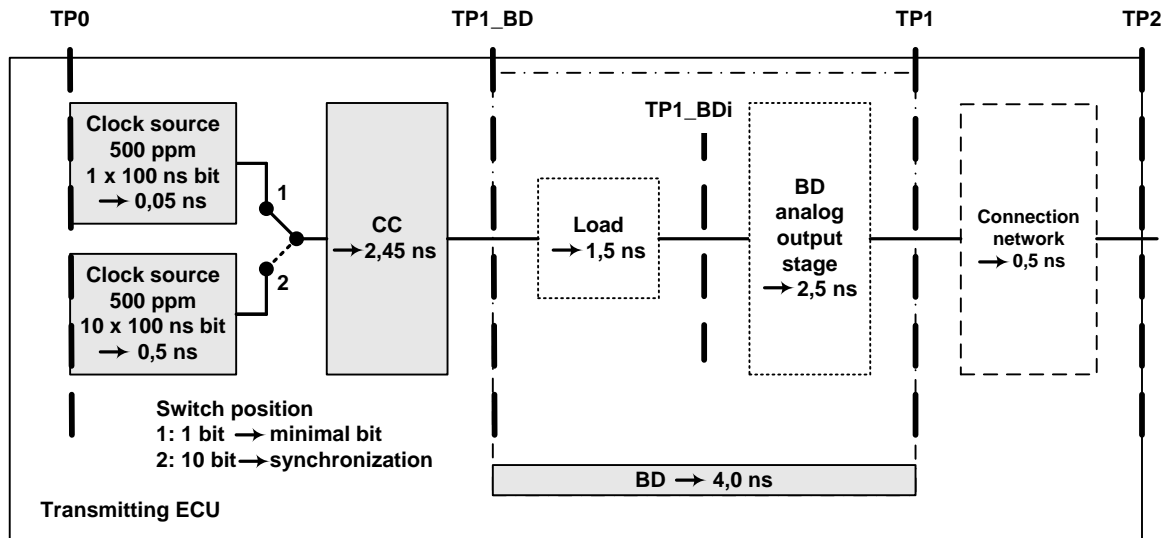 TP0
TP1_BD
TP1
TP2
Clock source
500 ppm
1 x 100 ns bit
→ 0,05 ns
1
2
Clock source
500 ppm
10 x 100 ns bit
→ 0,5 ns
CC
→ 2,45 ns
Load
→ 1,5 ns
TP1_BDi
BD
analog
output
stage
→ 2,5 ns
Connection
network
→ 0,5 ns
Switch position
1: 1 bit → minimal bit
2: 10 bit → synchronization
BD → 4,0 ns
Transmitting ECU